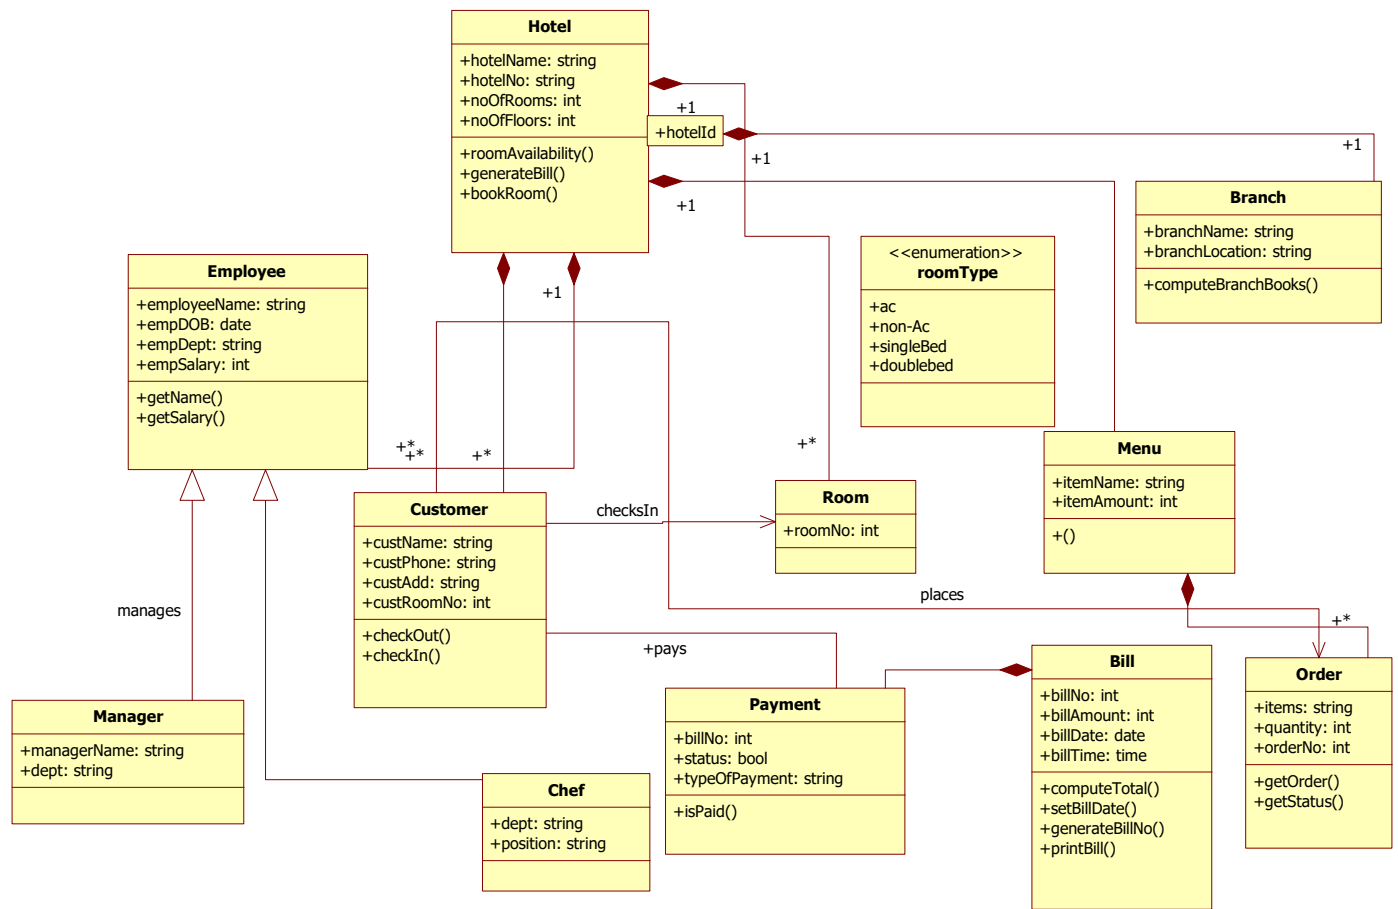 Hotel
+hotelName: string
+hotelNo: string
+noOfRooms: int
+noOfFloors: int
+roomAvailability()
+generateBill()
+bookRoom()
+1
+hotelId
+1
+1
+1
+1
Branch
+branchName: string
+branchLocation: string
+computeBranchBooks()
<<enumeration>>
roomType
+ac
+non-Ac
+singleBed
+doublebed
Employee
+employeeName: string
+empDOB: date
+empDept: string
+empSalary: int
+getName()
+getSalary()
+*
+*
+*
+*
Menu
+itemName: string
+itemAmount: int
+()
Customer
+custName: string
+custPhone: string
+custAdd: string
+custRoomNo: int
+checkOut()
+checkIn()
checksIn
Room
+roomNo: int
places
manages
+pays
+*
Manager
+managerName: string
+dept: string
Chef
+dept: string
+position: string
Payment
+billNo: int
+status: bool
+typeOfPayment: string
+isPaid()
Bill
+billNo: int
+billAmount: int
+billDate: date
+billTime: time
+computeTotal()
+setBillDate()
+generateBillNo()
+printBill()
Order
+items: string
+quantity: int
+orderNo: int
+getOrder()
+getStatus()